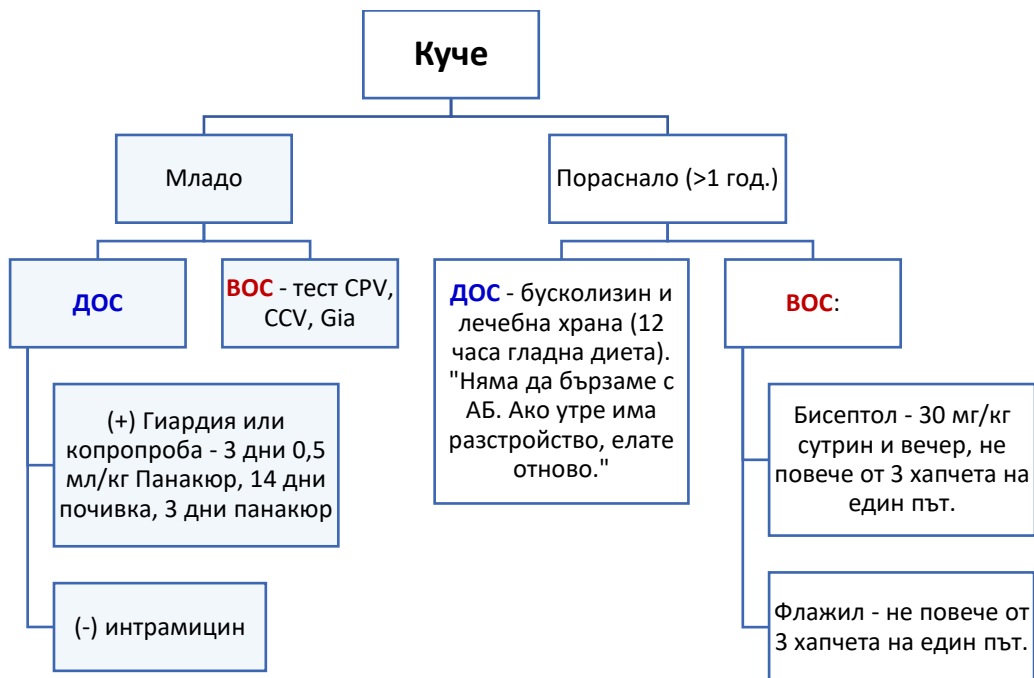 Куче
Младо
Пораснало (>1 год.)
ДОС
ВОС - тест CPV,
CCV, Gia
ДОС - бусколизин и
лечебна храна (12
часа гладна диета).
"Няма да бързаме с
АБ. Ако утре има
разстройство, елате
отново."
ВОС:
(+) Гиардия или
копропроба - 3 дни 0,5
мл/кг Панакюр, 14 дни
почивка, 3 дни панакюр
(-) интрамицин
Бисептол - 30 мг/кг
сутрин и вечер, не
повече от 3 хапчета на
един път.
Флажил - не повече от
3 хапчета на един път.